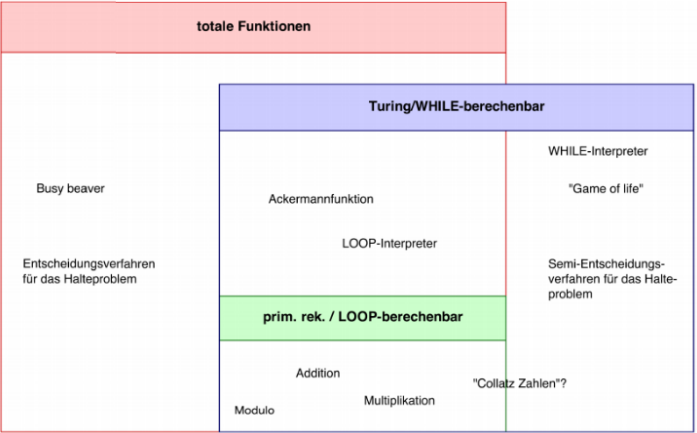 totale Funktionen
Turing/WHILE-berechenbar
WHILE-Interpreter
Busy beaver
"Game of life"
Ackermannfunktion
LOOP-Interpreter
Entscheidungsverfahren
für das Halteproblem
Semi-Entscheidungs-
verfahren für das Halte-
problem
prim. rek. / LOOP-berechenbar
Addition
"Collatz Zahlen"?
Multiplikation
Modulo